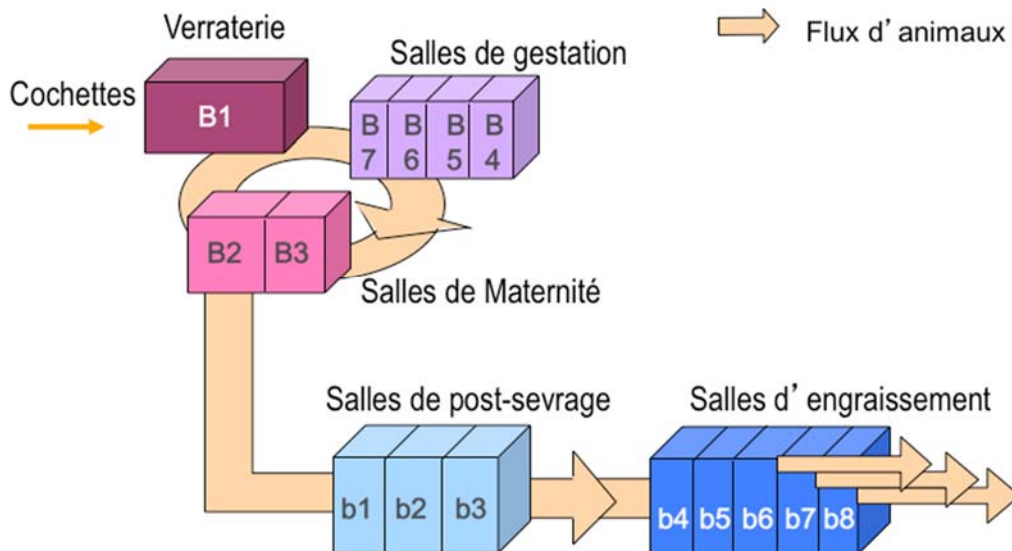 Verraterie
Flux d’animaux
Salles de gestation
Cochettes
B1
B
7
B
6
B
5
B
4
B2
B3
Salles de Maternité
Salles de post-sevrage
Salles d’engraissement
b1
b2
b3
b4
b5
b6
b7
b8